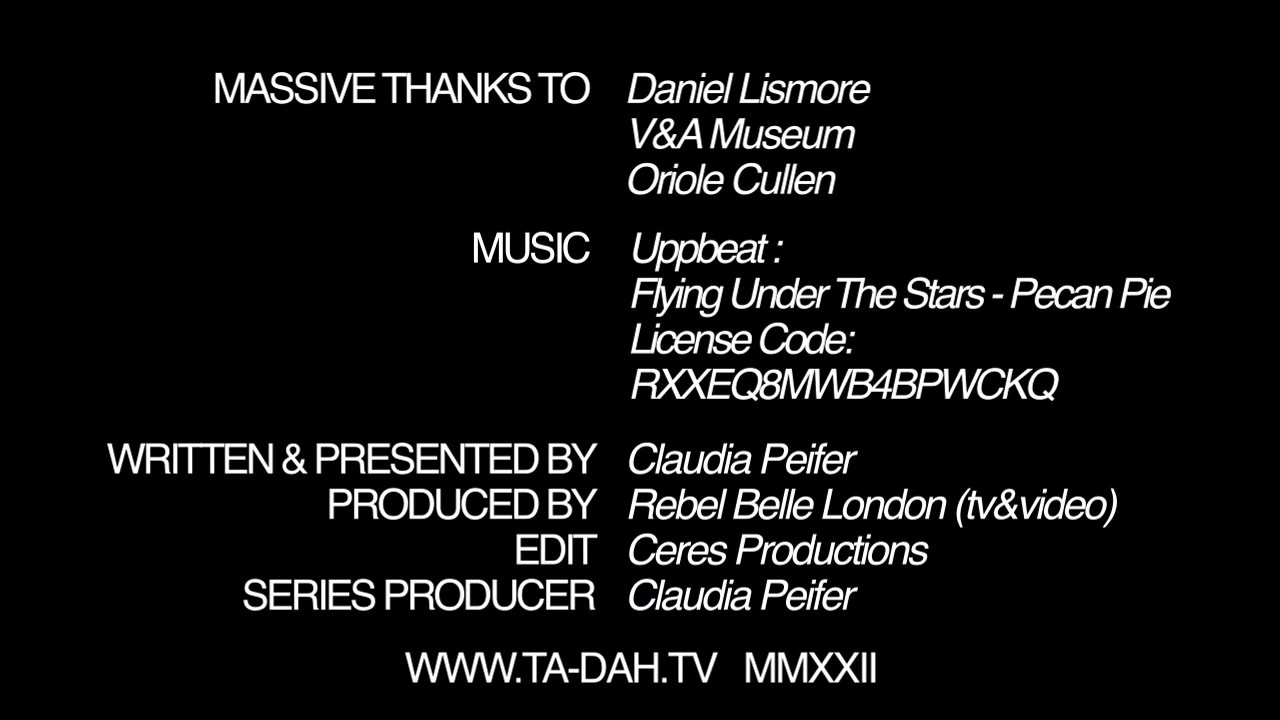 MASSIVE THANKS TO Daniel Lismore
V&A Museum
Oriole Cullen
MUSIC Uppbeat :
Flying Under The Stars - Pecan Pie
License Code:
RXXEQ8MWB4BPWCKQ
WRITTEN & PRESENTED BY Claudia Peifer
PRODUCED BY Rebel Belle London (tv&video)
EDIT Ceres Productions
SERIES PRODUCER Claudia Peifer
WWW.TA-DAH.TV MMXXII